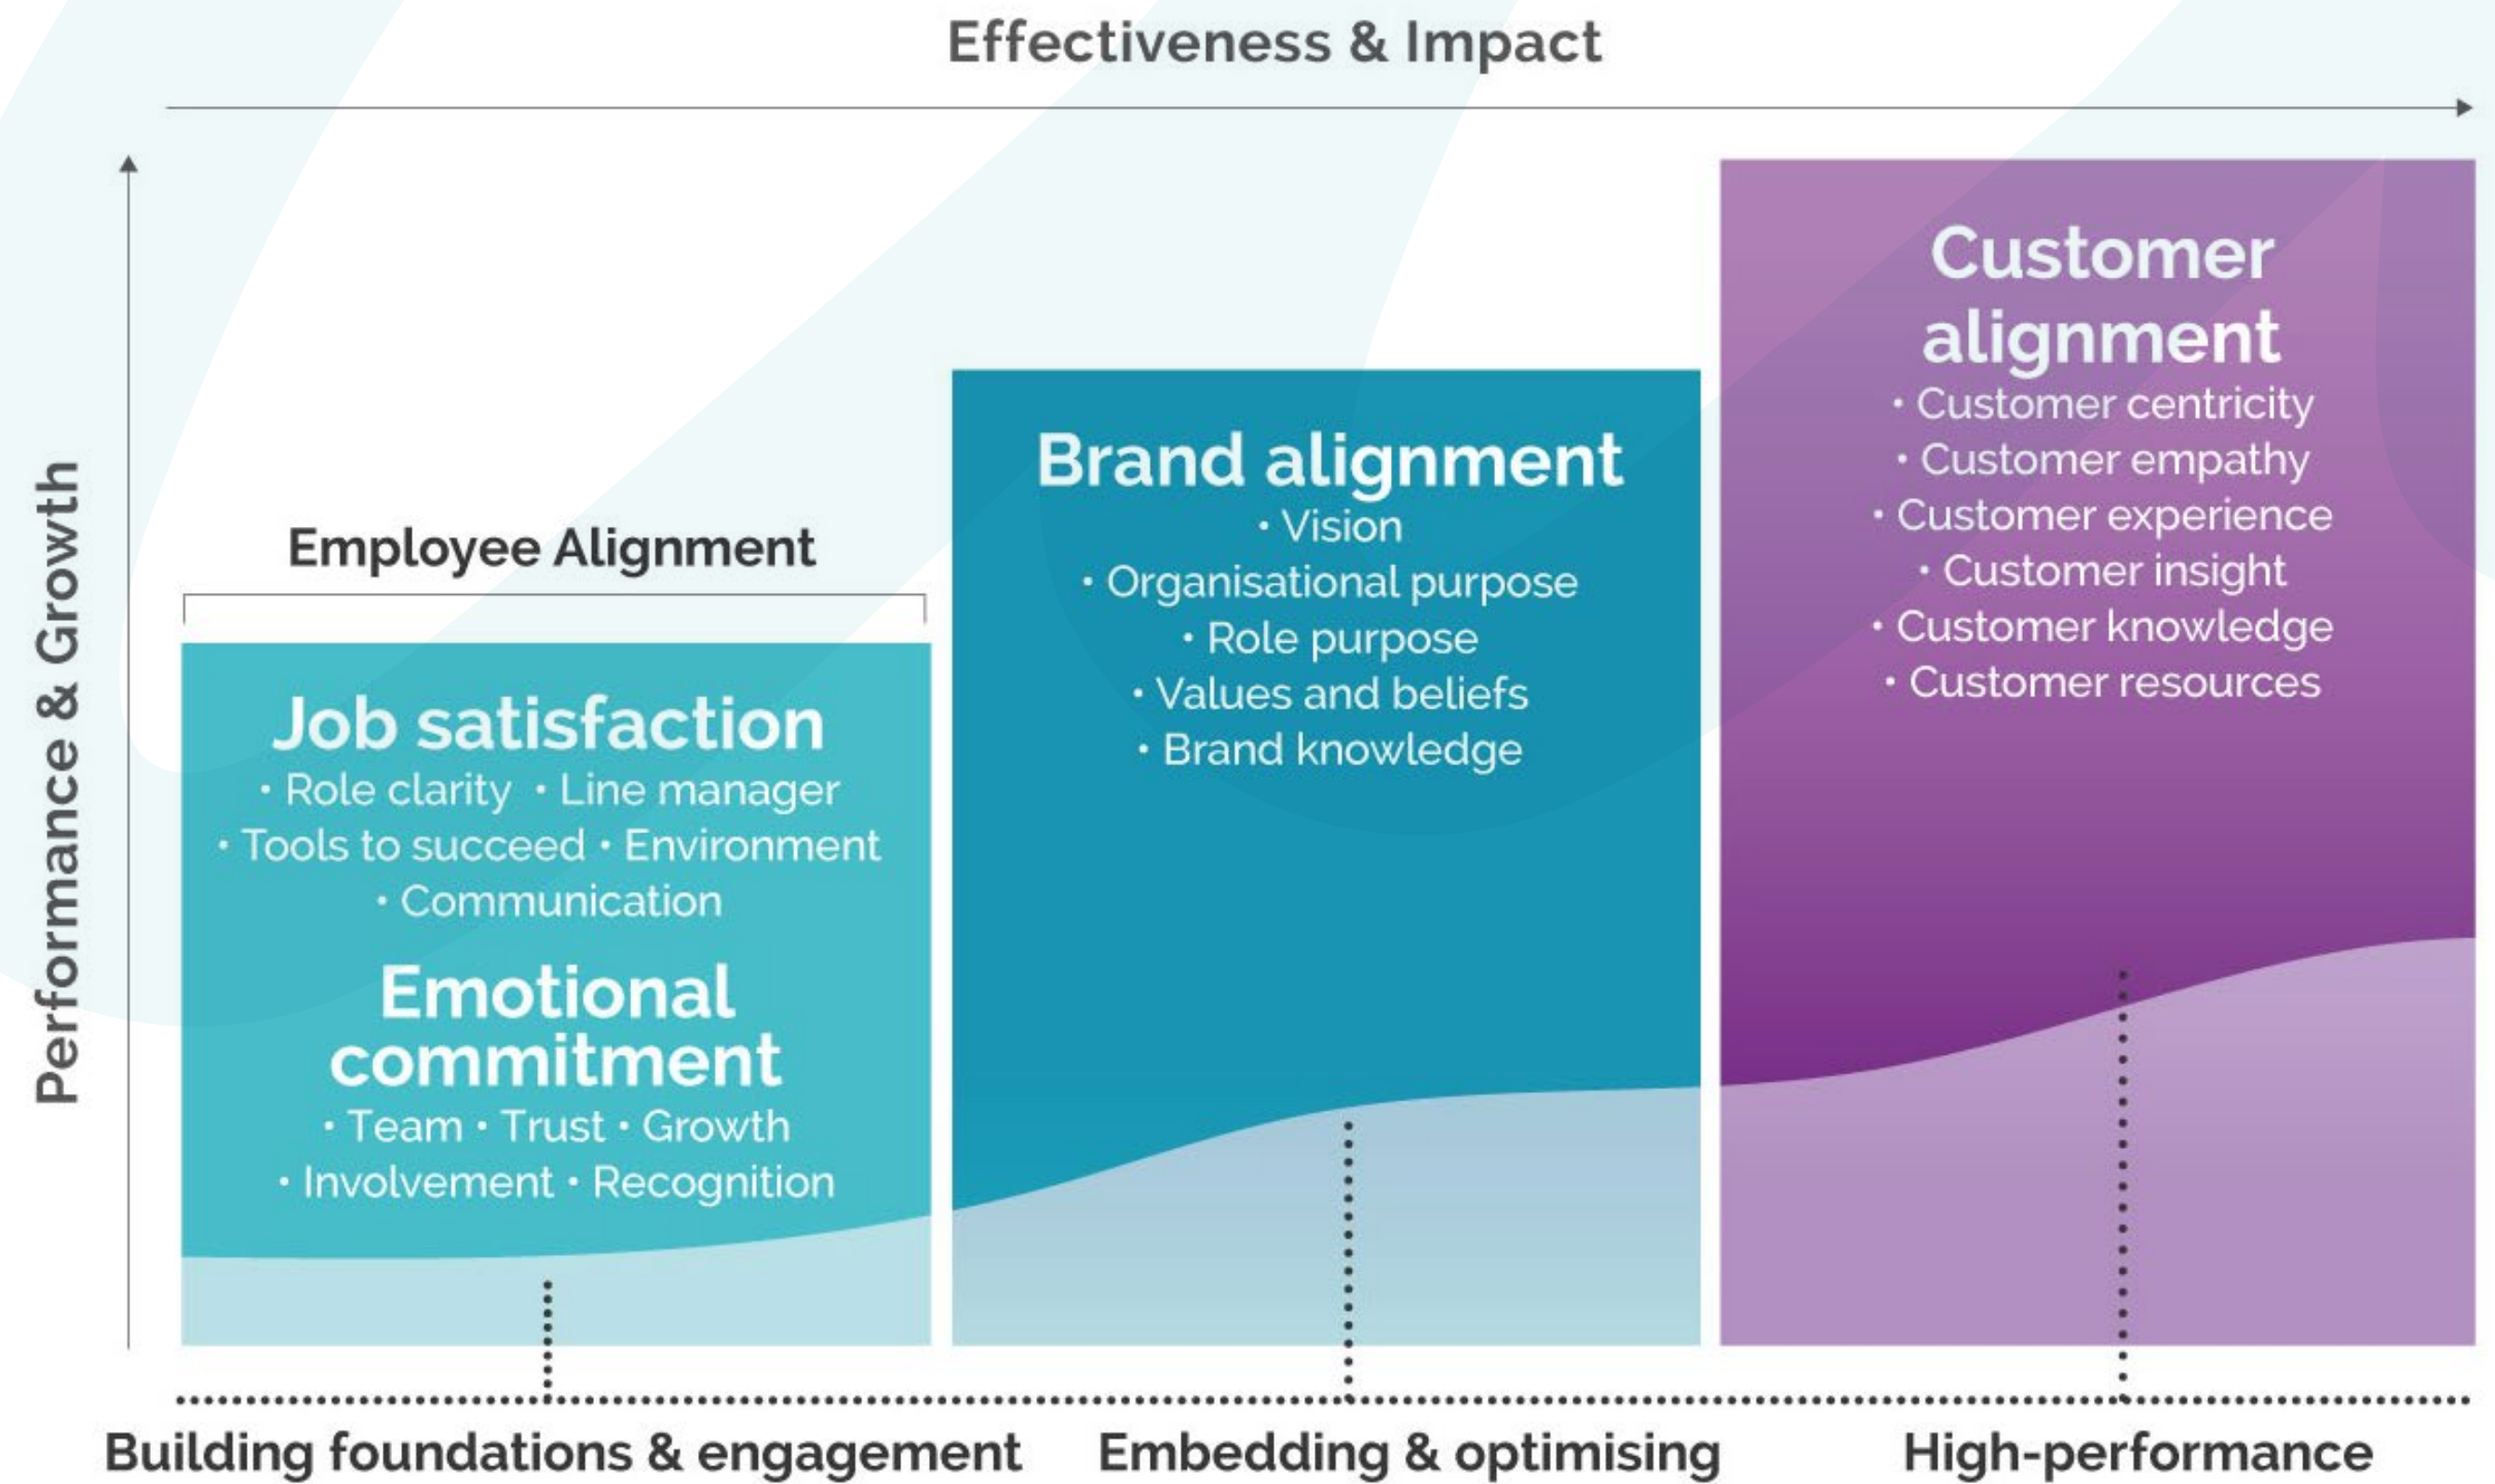 Effectiveness & Impact
Performance & Growth
Employee Alignment
Job satisfaction
• Role clarity • Line manager
• Tools to succeed • Environment
• Communication
Emotional
commitment
• Team • Trust • Growth
• Involvement • Recognition
Brand alignment
• Vision
• Organisational purpose
• Role purpose
• Values and beliefs
• Brand knowledge
Customer
alignment
• Customer centricity
• Customer empathy
• Customer experience
• Customer insight
• Customer knowledge
• Customer resources
Building foundations & engagement
Embedding & optimising
High-performance